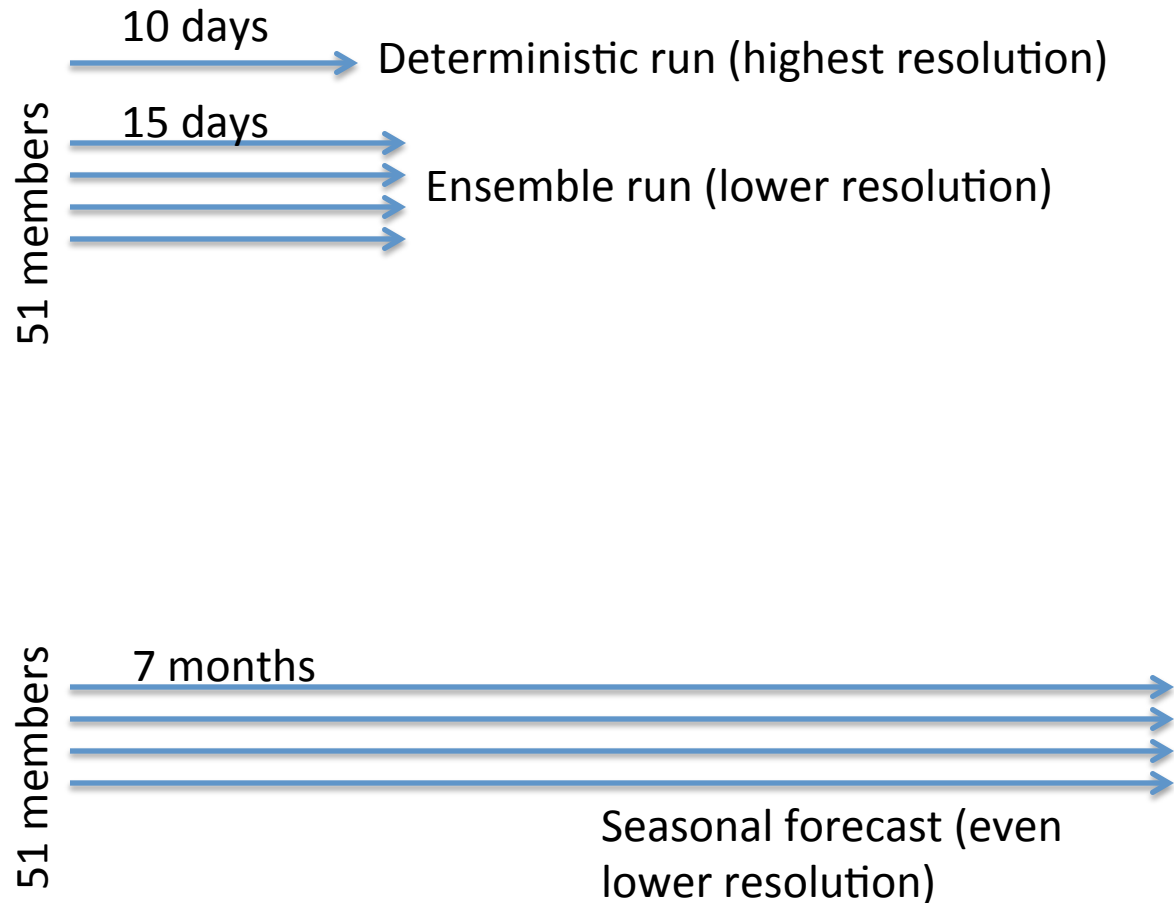 10 days
Deterministic run (highest resolution)
51 members
15 days
Ensemble run (lower resolution)
51 members
7 months
Seasonal forecast (even
lower resolution)